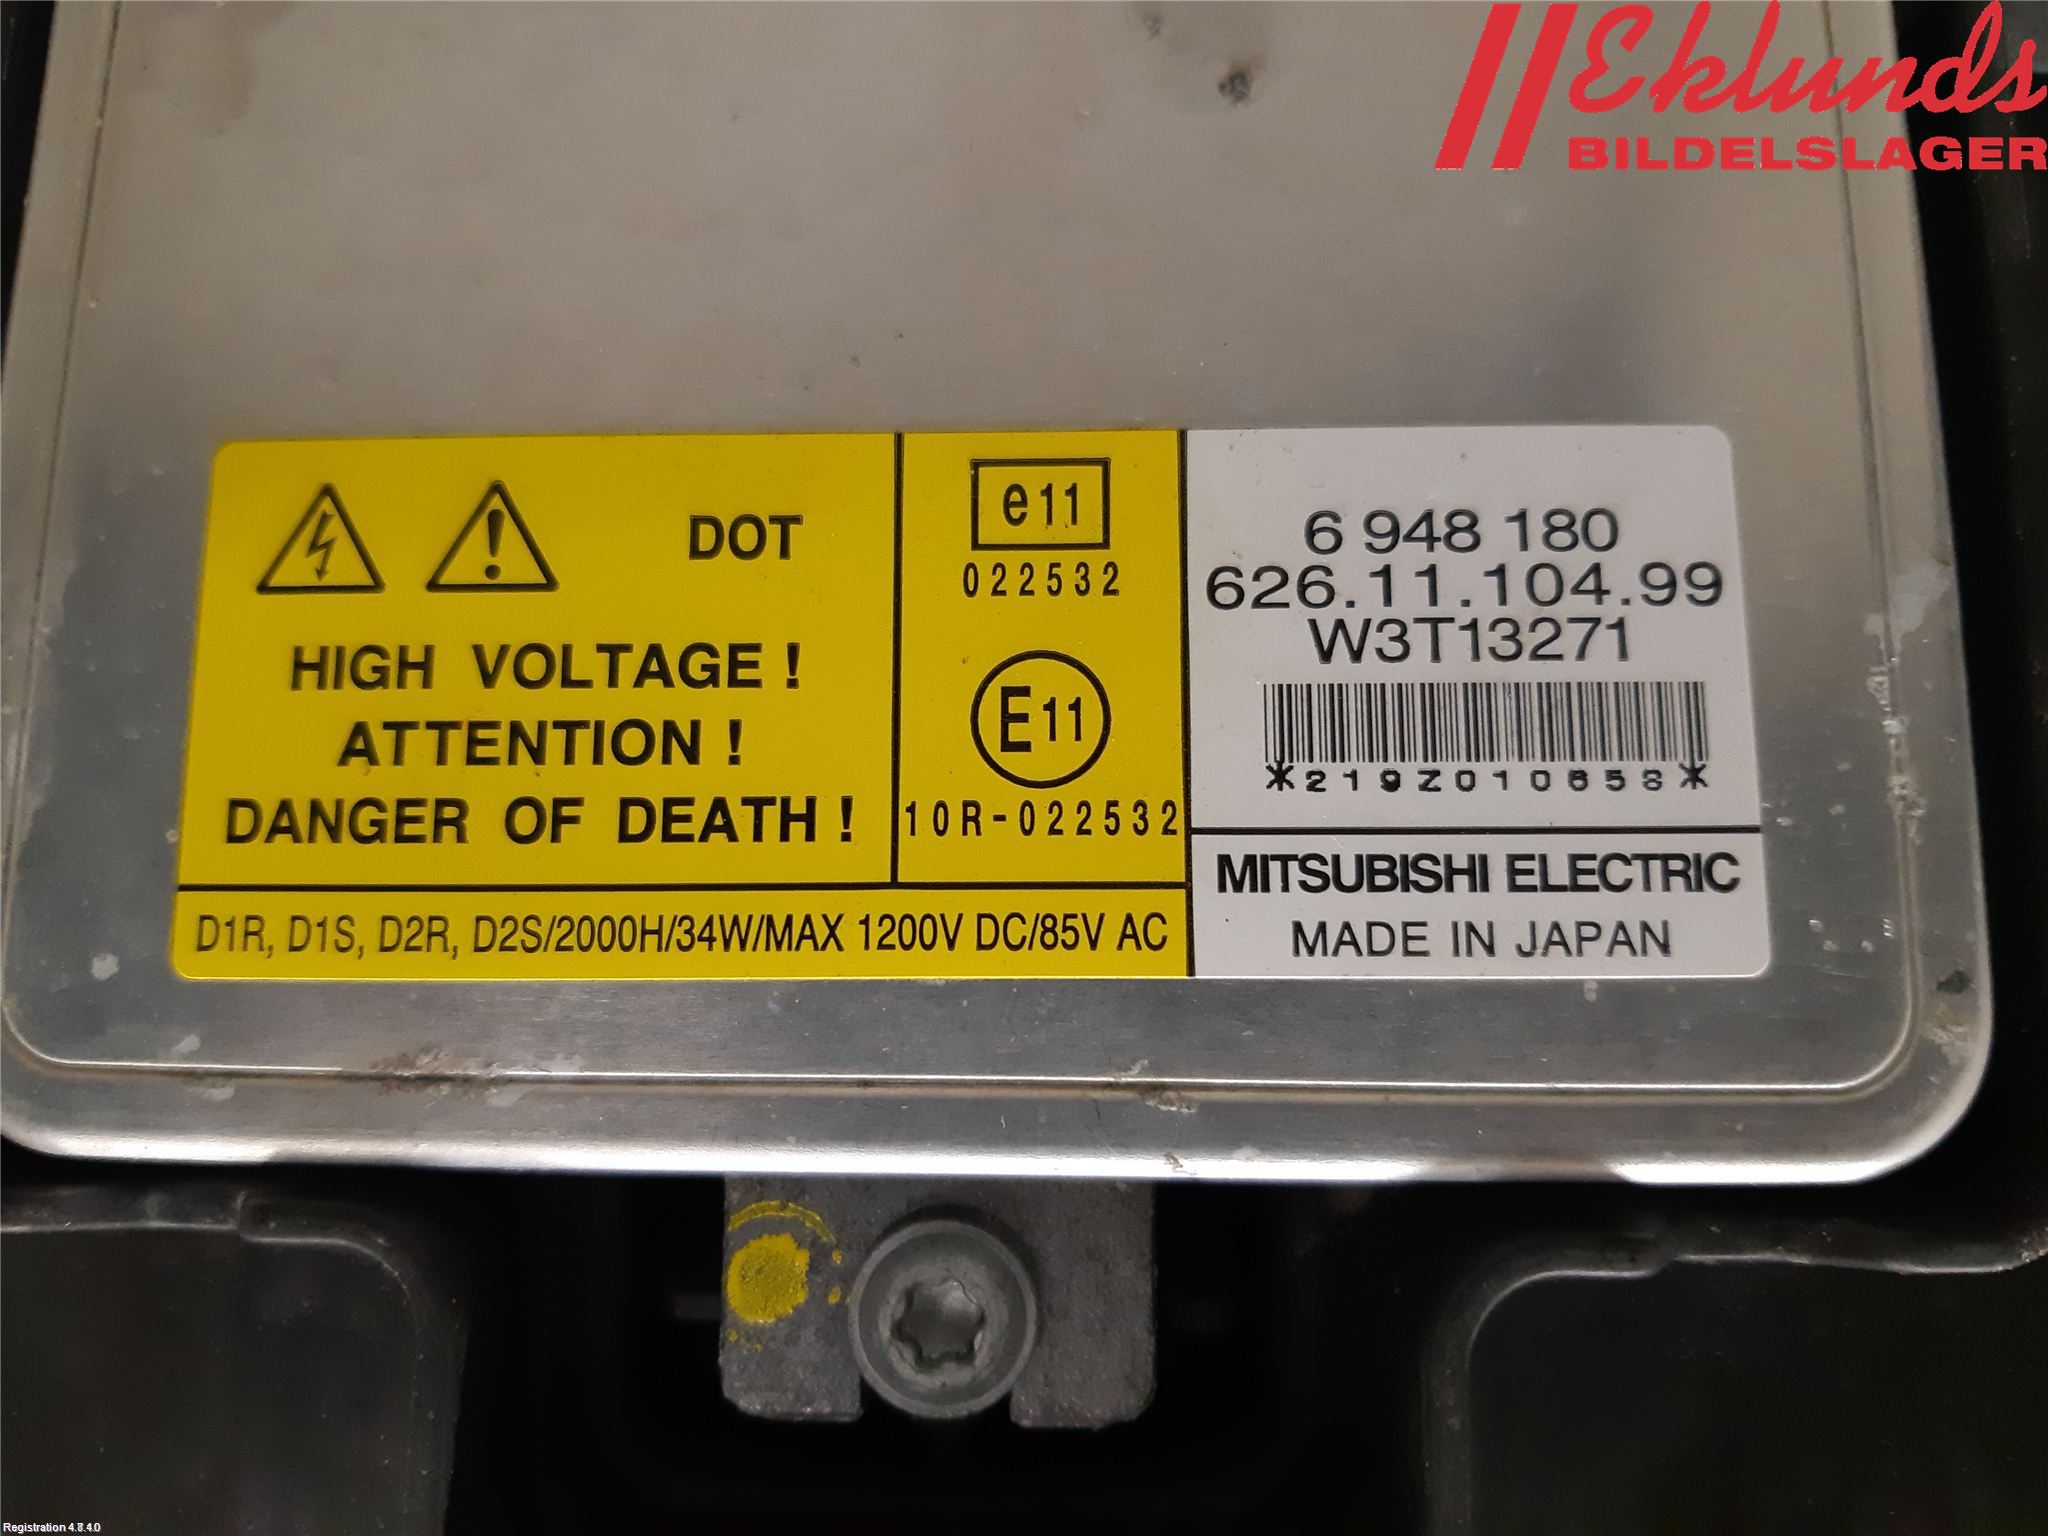 Eklunds
BILDELSLAGER
DOT
HIGH VOLTAGE !
ATTENTION !
DANGER OF DEATH !
e11
022532
E11
10R-022532
D1R, D1S, D2R, D2S/2000H/34W/MAX 1200V DC/85V AC
6 948 180
626.11.104.99
W3T13271
*219Z010658*
MITSUBISHI ELECTRIC
MADE IN JAPAN
Registration 4.8.4.0